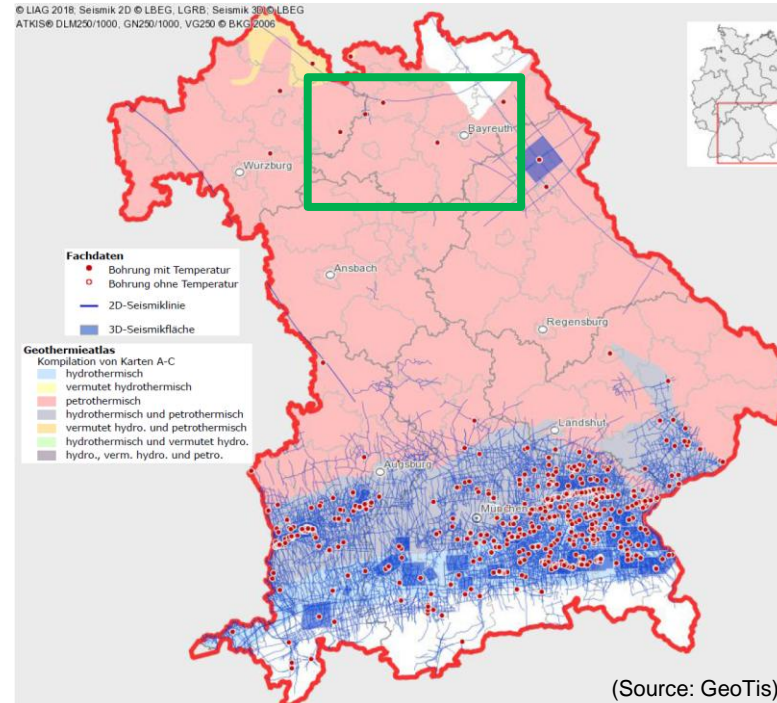 © LIAG 2018, Seismik 2D © LBEG, LGRB; Seismik 3D © LBEG
ATKIS® DLM250/1000, GN250/1000, VG250 © BKG 2006
Bayreuth
Würzburg
Fachdaten
Bohrung mit Temperatur
Bohrung ohne Temperatur
2D-Seismiklinie
3D-Seismikfläche
Ansbach
Regensburg
Geothermieatlas
Kompilation von Karten A-C
hydrothermisch
vermutet hydrothermisch
petrothermisch
hydrothermisch und petrothermisch
vermutet hydro. und petrothermisch
hydrothermisch und vermutet hydro.
hydro., verm. hydro. und petro.
Landshut
Augsburg
München
(Source: GeoTis)